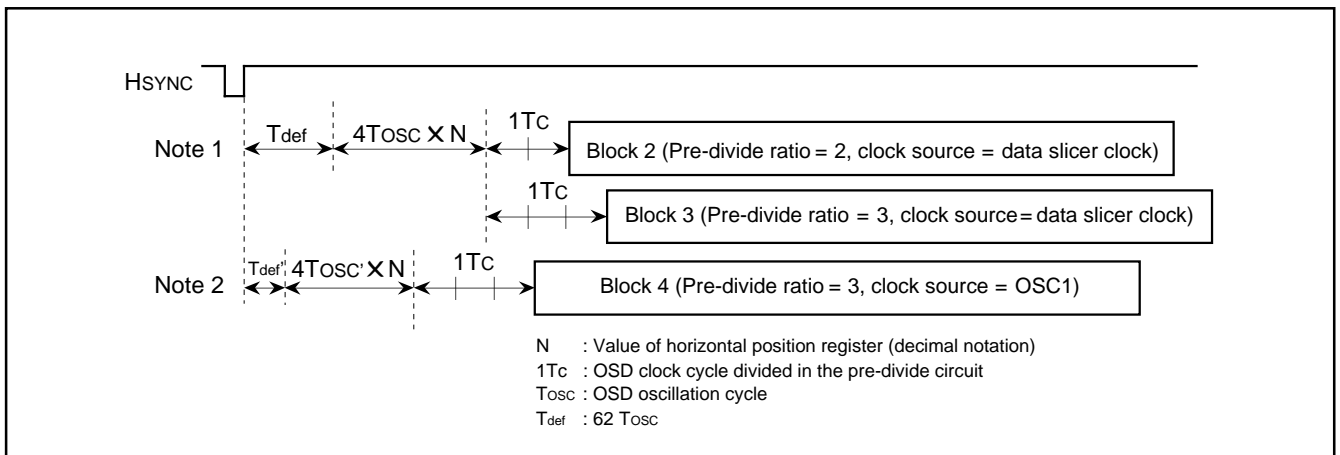 HSYNC
Tdef 4TOSC X N 1TC
Note 1 Block 2 (Pre-divide ratio = 2, clock source = data slicer clock)
1TC
Block 3 (Pre-divide ratio = 3, clock source = data slicer clock)
Tdef' 4TOSC' X N 1TC
Note 2 Block 4 (Pre-divide ratio = 3, clock source = OSC1)
N : Value of horizontal position register (decimal notation)
1Tc : OSD clock cycle divided in the pre-divide circuit
Tosc : OSD oscillation cycle
Tdef : 62 Tosc